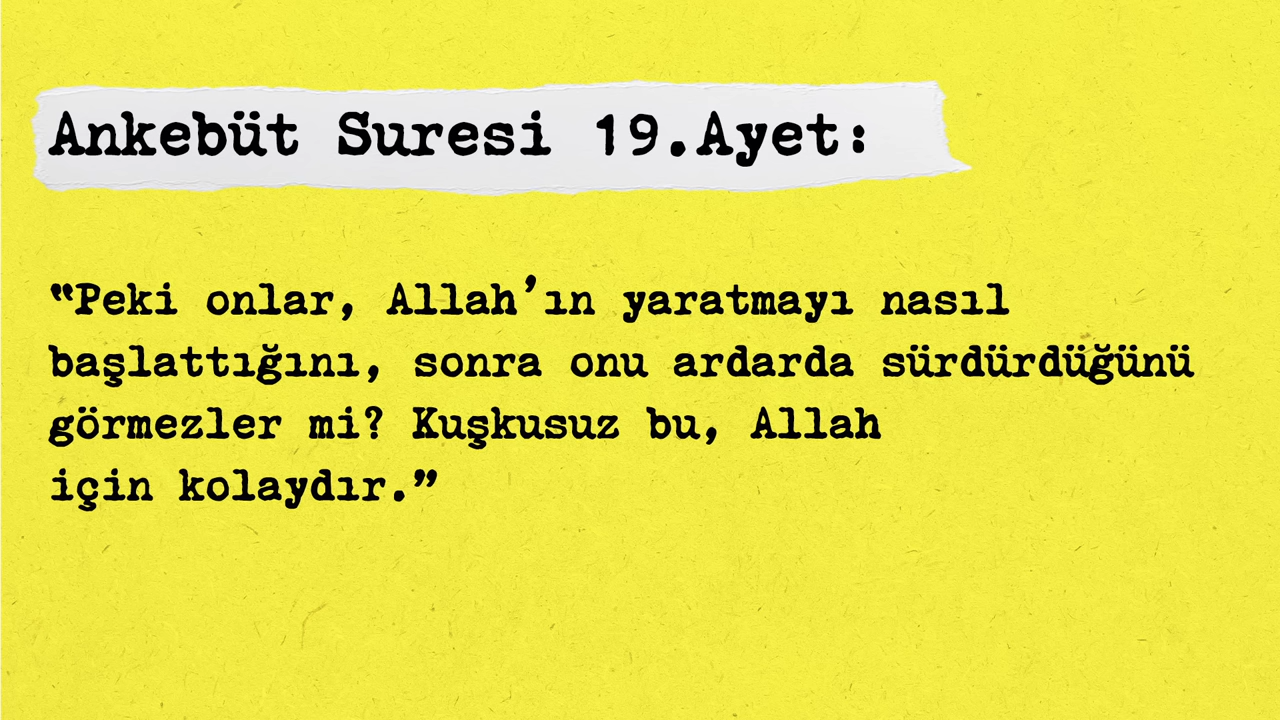 Ankebüt Suresi 19.Ayet:
“Peki onlar, Allah’ın yaratmayı nasıl
başlattığını, sonra onu ardarda sürdürdüğünü
görmezler mi? Kuşkusuz bu, Allah
için kolaydır.”